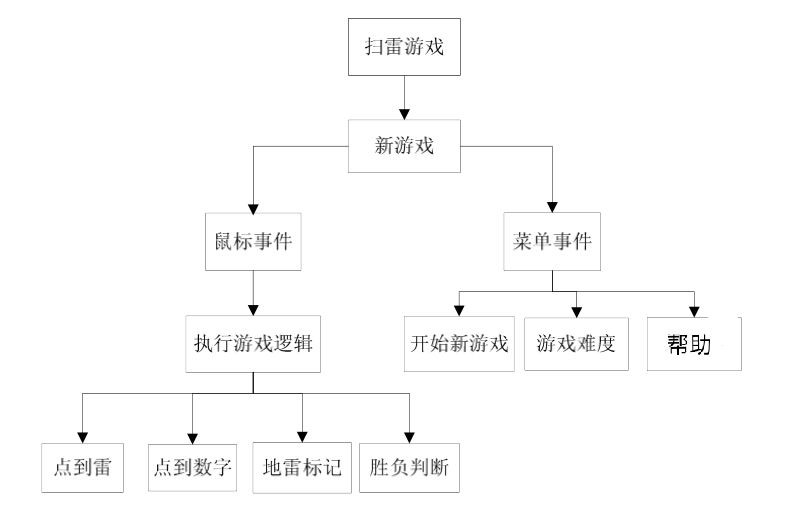 扫雷游戏
新游戏
鼠标事件
菜单事件
执行游戏逻辑
开始新游戏
游戏难度
帮助
点到雷
点到数字
地雷标记
胜负判断